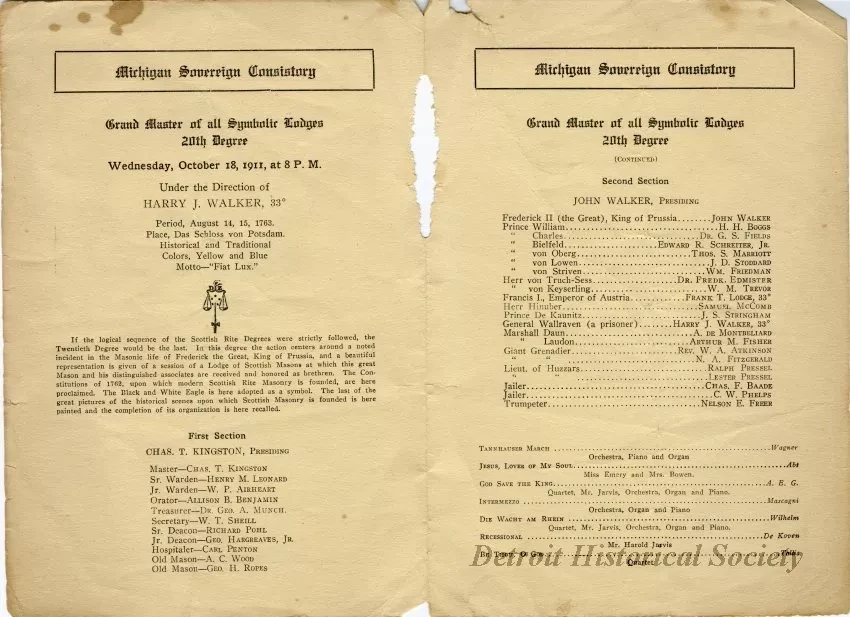 Michigan Sovereign Consistory
Grand Master of all Symbolic Lodges
20th Degree
Wednesday, October 18, 1911, at 8 P. M.
Under the Direction of
HARRY J. WALKER, 33°
Period, August 14, 15, 1763.
Place, Das Schloss von Potsdam.
Historical and Traditional
Colors, Yellow and Blue
Motto—"Fiat Lux."
If the logical sequence of the Scottish Rite Degrees were strictly followed, the
Twentieth Degree would be the last. In this degree the action centers around a noted
incident in the Masonic life of Frederick the Great, King of Prussia, and a beautiful
representation is given of a session of a Lodge of Scottish Masons at which this great
Mason and his distinguished associates are received and honored as brethren. The Con-
stitutions of 1762, upon which modern Scottish Rite Masonry is founded, are here
proclaimed. The Black and White Eagle is here adopted as a symbol. The last of the
great pictures of the historical scenes upon which Scottish Masonry is founded is here
painted and the completion of its organization is here recalled.
First Section
CHAS. T. KINGSTON, PRESIDING
Master—CHAS. T. KINGSTON
Sr. Warden—HENRY M. LEONARD
Jr. Warden—W. P. AIRHEART
Orator—ALLISON B. BENJAMIN
Treasurer—DR. GEO. A. MUNCH.
Secretary—W. T. SHEILL
Sr. Deacon—RICHARD POHL
Jr. Deacon—GEO. HARGREAVES, JR.
Hospitaler—CARL PENTON
Old Mason—A. C. WOOD
Old Mason—GEO. H. ROPES
Michigan Sovereign Consistory
Grand Master of all Symbolic Lodges
20th Degree
(CONTINUED)
Second Section
JOHN WALKER, PRESIDING
Frederick II (the Great), King of Prussia........JOHN WALKER
Prince William........H. H. BOGGS
" Charles........DR. G. S. FIELDS
" Bielfeld........EDWARD R. SCHREITER, JR.
" von Oberg........THOS. S. MARRIOTT
" von Lowen........J. D. STODDARD
" von Striven........WM. FRIEDMAN
Herr von Truch-Sess........DR. FREDK. EDMISTER
" von Keyserling........W. M. TREVOR
Francis I., Emperor of Austria........FRANK T. LODGE, 33°
Herr Hinuber........SAMUEL MCCOMB
Prince De Kaunitz........J. S. STRINGHAM
General Wallraven (a prisoner)........HARRY J. WALKER, 33°
Marshall Daun........A. DE MONTBELIARD
" Laudon........ARTHUR M. FISHER
Giant Grenadier........REV. W. A. ATKINSON
" "........N. A. FITZGERALD
Lieut. of Huzzars........RALPH PRESSEL
" "........LESTER PRESSEL
Jailer........CHAS. F. BAADE
Jailer........C. W. PHELPS
Trumpeter........NELSON E. FREER
TANNHAUSER MARCH........Wagner
Orchestra, Piano and Organ
JESUS, LOVER OF MY SOUL........Abt
Miss Emery and Mrs. Rowen.
GOD SAVE THE KING........A. E. G.
Quartet, Mr. Jarvis, Orchestra, Organ and Piano.
INTERMEZZO........Mascagni
Orchestra, Organ and Piano
DIE WACHT AM RHEIN........Wilhelm
Quartet, Mr. Jarvis, Orchestra, Organ and Piano.
RECESSIONAL........De Koven
Mr. Harold Jarvis
Quartet
Detroit Historical Society